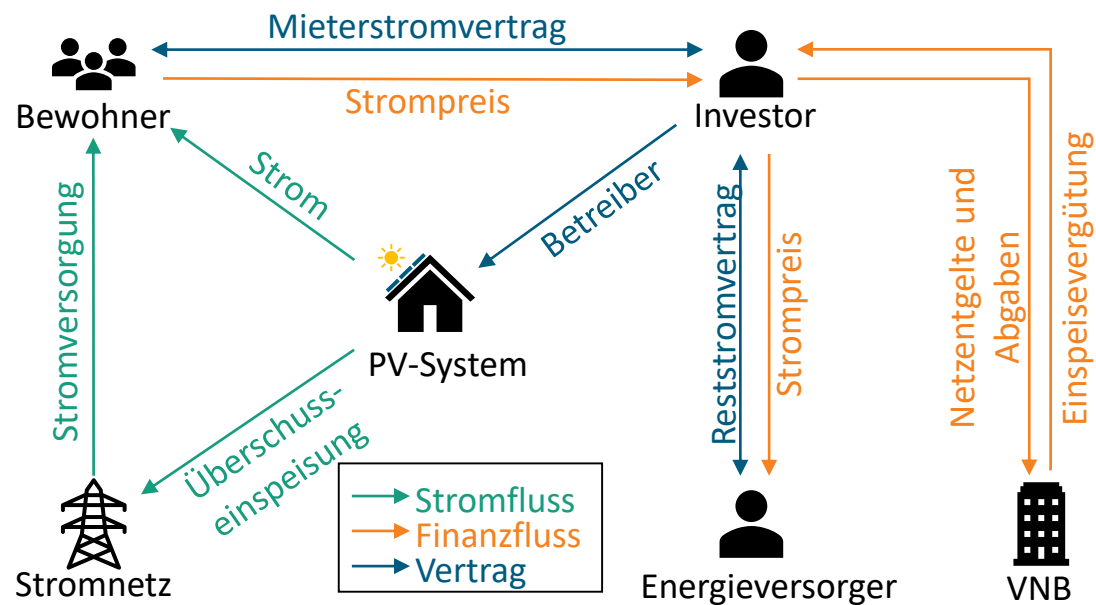 Mieterstromvertrag
Strompreis
Bewohner
Investor
Strom
Betreiber
Stromversorgung
Reststromvertrag
Strompreis
Netzentgelte und
Abgaben
Einspeisevergütung
PV-System
Überschuss-
einspeisung
Stromfluss
Finanzfluss
Vertrag
Stromnetz
Energieversorger
VNB